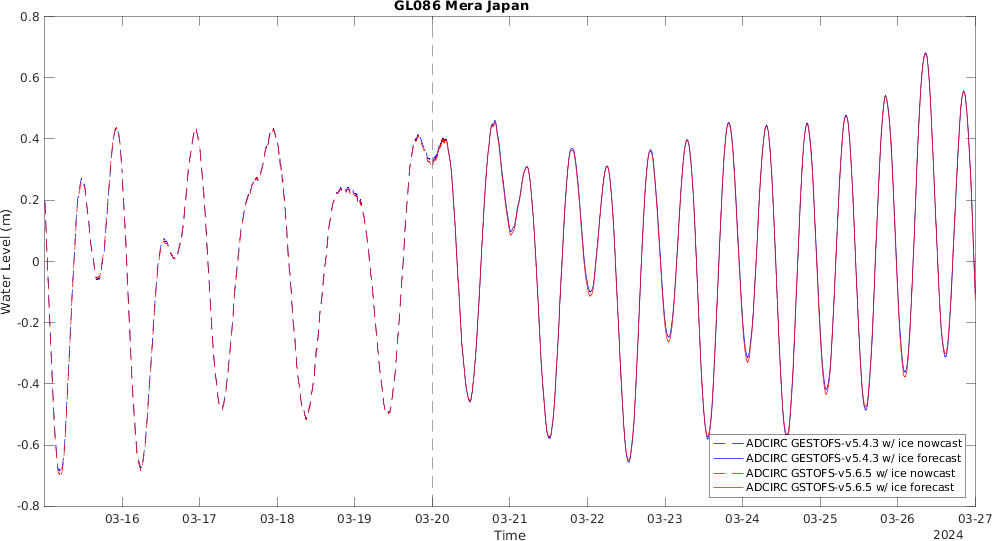 GL086 Mera Japan
Water Level (m)
0.8
0.6
0.4
0.2
0
-0.2
-0.4
-0.6
-0.8
ADCIRC GESTOFS-v5.4.3 w/ ice nowcast
ADCIRC GESTOFS-v5.4.3 w/ ice forecast
ADCIRC GSTOFS-v5.6.5 w/ ice nowcast
ADCIRC GSTOFS-v5.6.5 w/ ice forecast
03-16 03-17 03-18 03-19 03-20 03-21 03-22 03-23 03-24 03-25 03-26 03-27
Time
2024